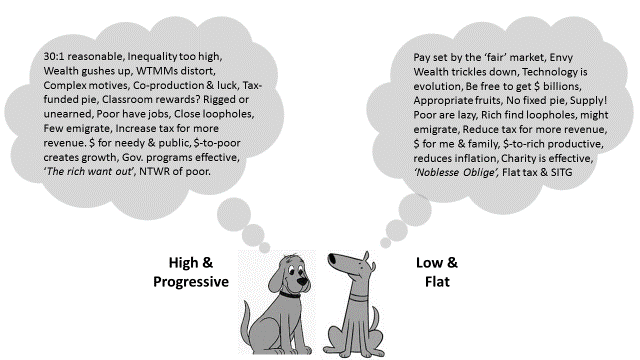 30:1 reasonable, Inequality too high,
Wealth gushes up, WTMMs distort,
Complex motives, Co-production & luck, Tax-
funded pie, Classroom rewards? Rigged or
unearned, Poor have jobs, Close loopholes,
Few emigrate, Increase tax for more
revenue. $ for needy & public, $-to-poor
creates growth, Gov. programs effective,
‘The rich want out’, NTWR of poor.
Pay set by the ‘fair’ market, Envy
Wealth trickles down, Technology is
evolution, Be free to get $ billions,
Appropriate fruits, No fixed pie, Supply!
Poor are lazy, Rich find loopholes, might
emigrate, Reduce tax for more revenue,
$ for me & family, $-to-rich productive,
reduces inflation, Charity is effective,
‘Noblesse Oblige’, Flat tax & SITG
High &
Progressive
Low &
Flat